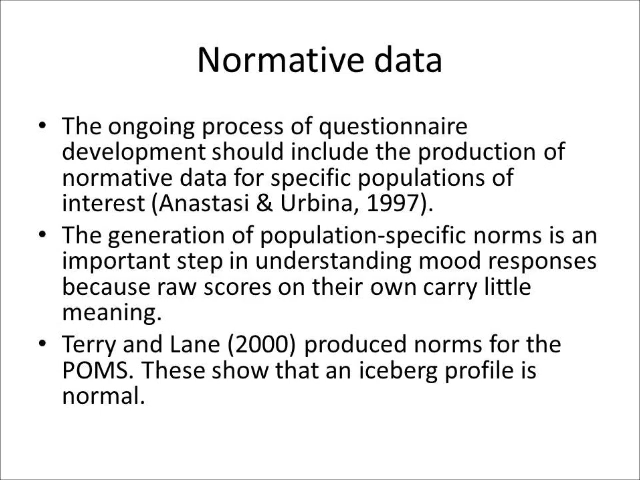 Normative data
• The ongoing process of questionnaire
development should include the production of
normative data for specific populations of
interest (Anastasi & Urbina, 1997).
• The generation of population-specific norms is an
important step in understanding mood responses
because raw scores on their own carry little
meaning.
• Terry and Lane (2000) produced norms for the
POMS. These show that an iceberg profile is
normal.